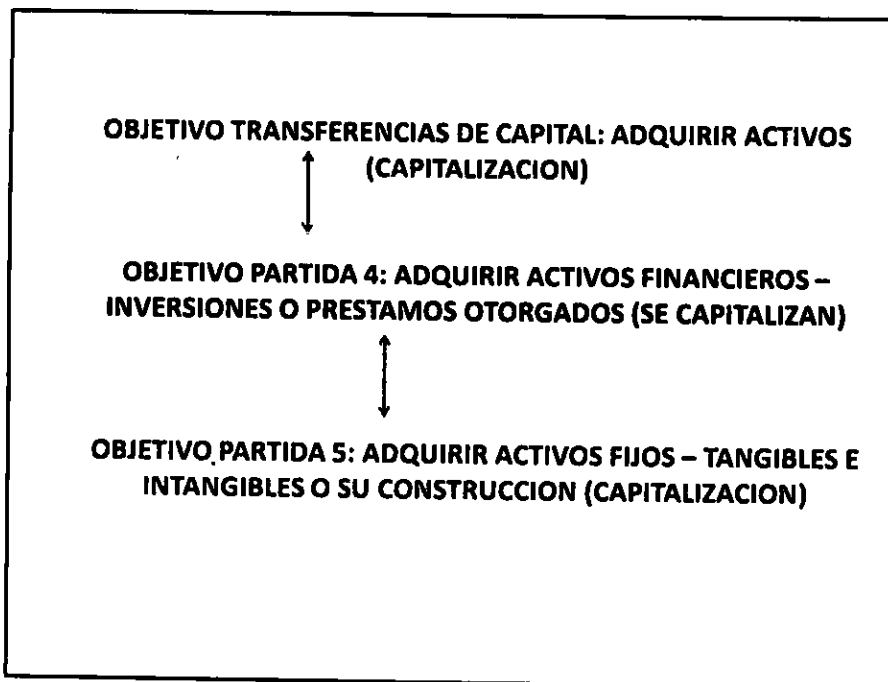 OBJETIVO TRANSFERENCIAS DE CAPITAL: ADQUIRIR ACTIVOS
(CAPITALIZACION)
OBJETIVO PARTIDA 4: ADQUIRIR ACTIVOS FINANCIEROS –
INVERSIONES O PRESTAMOS OTORGADOS (SE CAPITALIZAN)
OBJETIVO PARTIDA 5: ADQUIRIR ACTIVOS FIJOS – TANGIBLES E
INTANGIBLES O SU CONSTRUCCION (CAPITALIZACION)